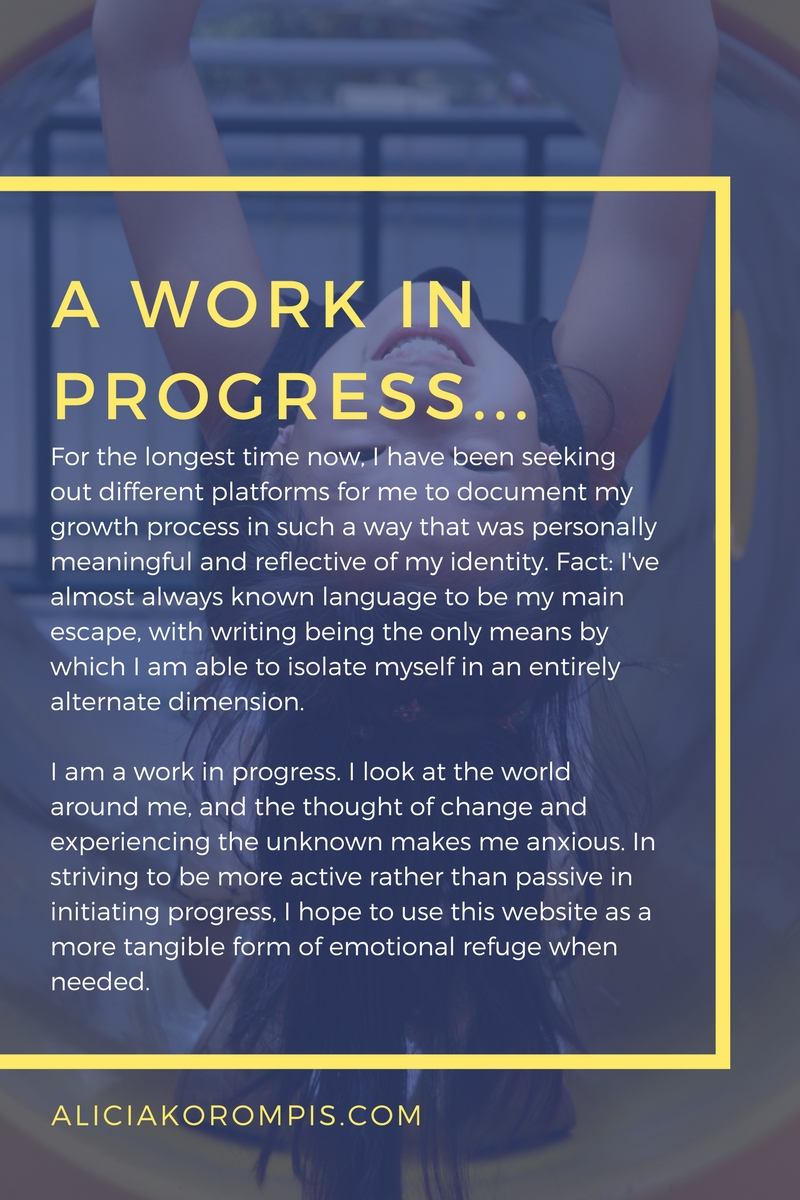 A WORK IN
PROGRESS...
For the longest time now, I have been seeking
out different platforms for me to document my
growth process in such a way that was personally
meaningful and reflective of my identity. Fact: I've
almost always known language to be my main
escape, with writing being the only means by
which I am able to isolate myself in an entirely
alternate dimension.
I am a work in progress. I look at the world
around me, and the thought of change and
experiencing the unknown makes me anxious. In
striving to be more active rather than passive in
initiating progress, I hope to use this website as a
more tangible form of emotional refuge when
needed.
ALICIAKOROMPIS.COM